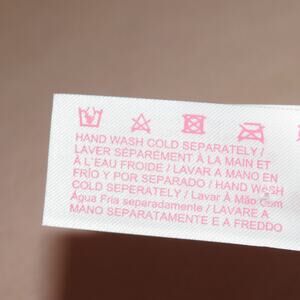 HAND WASH COLD SEPARATELY /
LAVER SÉPARÉMENT À LA MAIN ET
À L'EAU FROIDE / LAVAR A MANO EN
FRÍO Y POR SEPARADO / HAND WASH
COLD SEPERATELY / Lavar À Mão Com
Água Fria separadamente / LAVARE A
MANO SEPARATAMENTE E A FREDDO